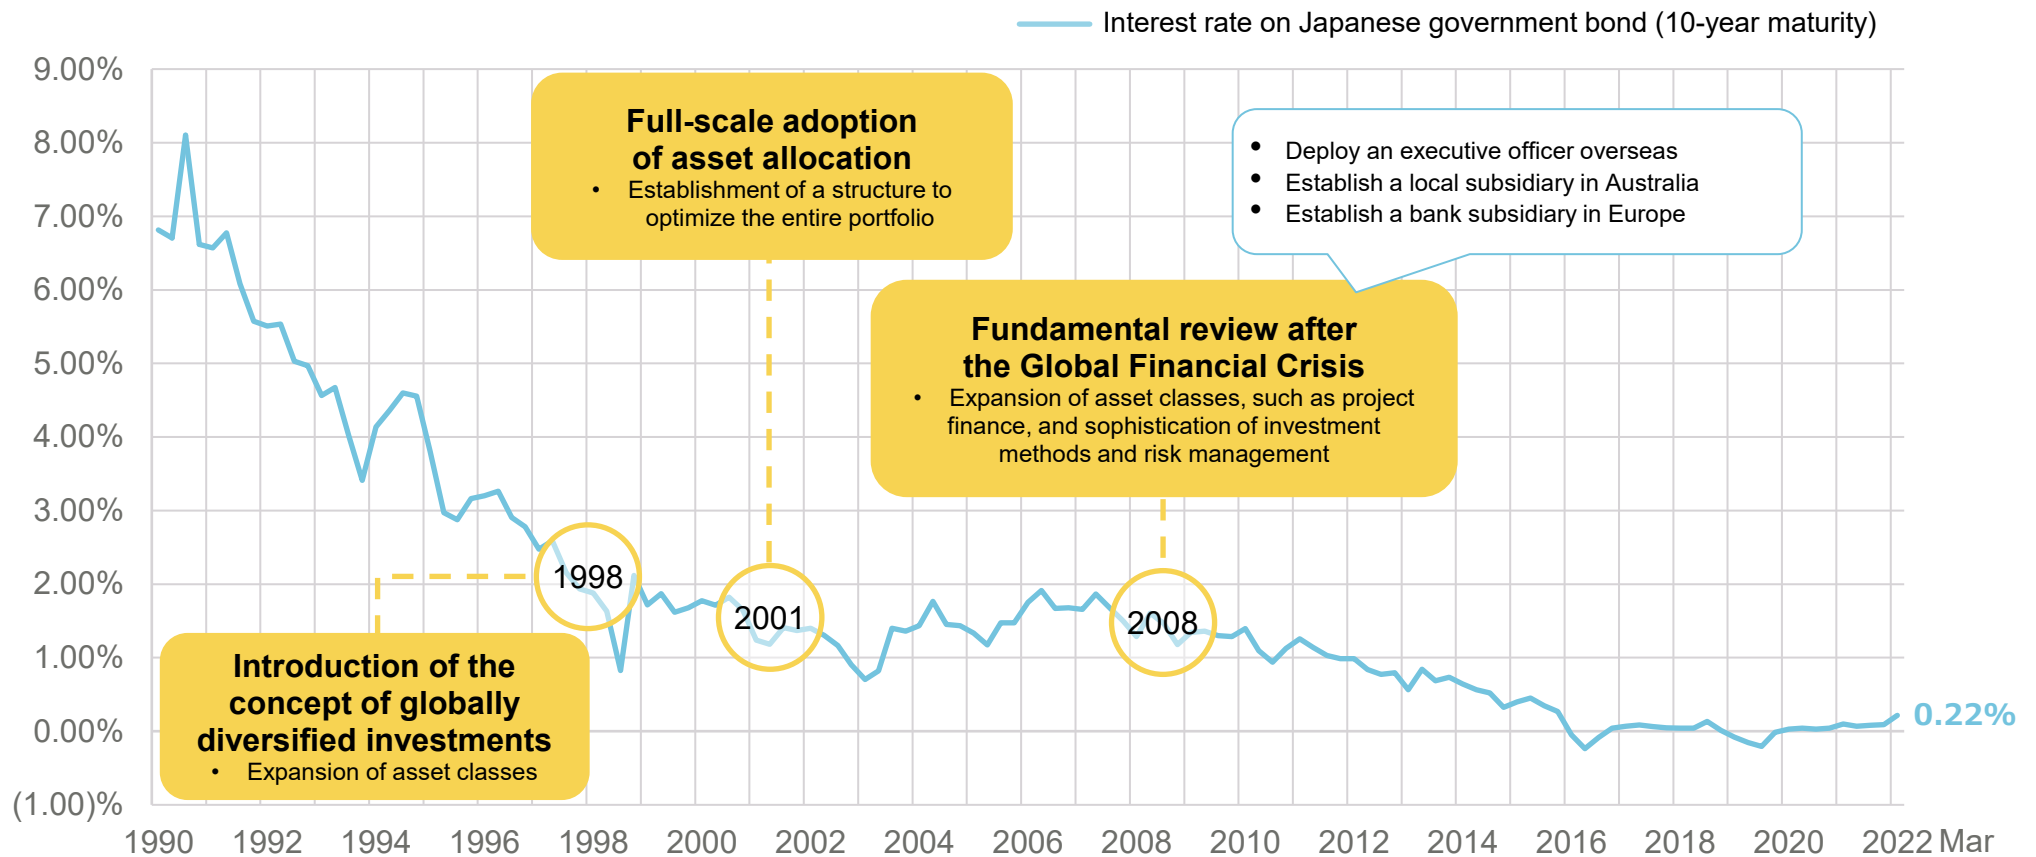 Interest rate on Japanese government bond (10-year maturity)
9.00%
8.00%
7.00%
6.00%
5.00%
4.00%
3.00%
2.00%
1.00%
0.00%
(1.00)%
Full-scale adoption
of asset allocation
• Establishment of a structure to
optimize the entire portfolio
• Deploy an executive officer overseas
• Establish a local subsidiary in Australia
• Establish a bank subsidiary in Europe
Fundamental review after
the Global Financial Crisis
• Expansion of asset classes, such as project
finance, and sophistication of investment
methods and risk management
1998
2001
2008
Introduction of the
concept of globally
diversified investments
• Expansion of asset classes
0.22%
1990 1992 1994 1996 1998 2000 2002 2004 2006 2008 2010 2012 2014 2016 2018 2020 2022 Mar